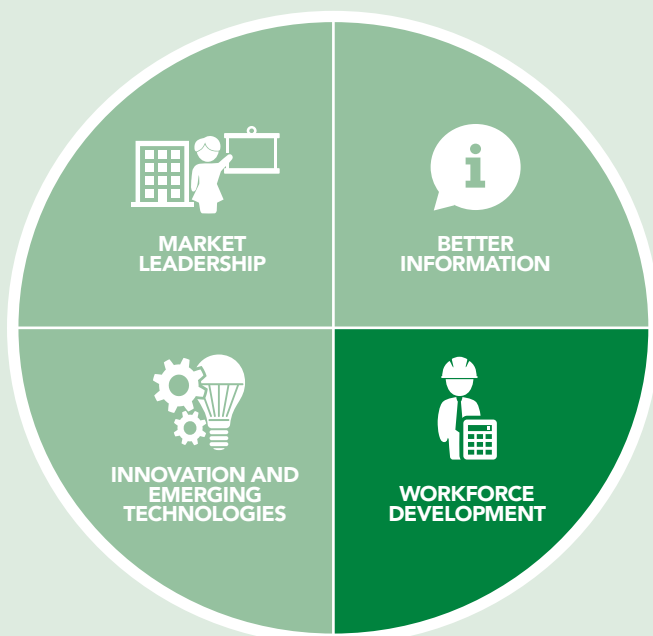 MARKET
LEADERSHIP
i
BETTER
INFORMATION
INNOVATION AND
EMERGING
TECHNOLOGIES
WORKFORCE
DEVELOPMENT